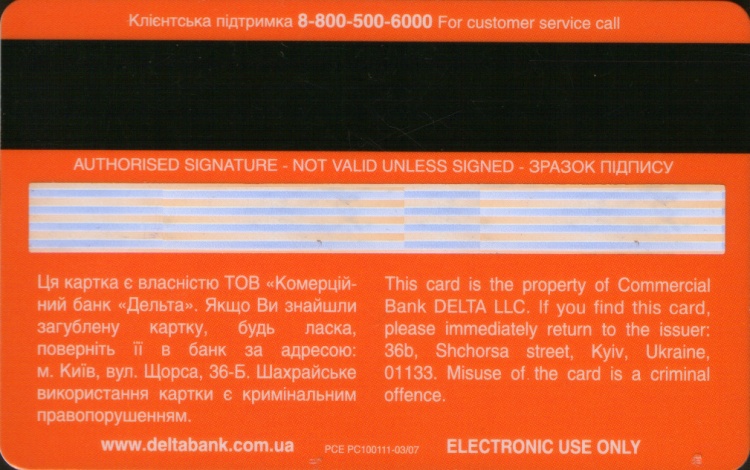 Клієнтська підтримка 8-800-500-6000 For customer service call
AUTHORISED SIGNATURE - NOT VALID UNLESS SIGNED - ЗРАЗОК ПІДПИСУ
Ця картка є власністю ТОВ «Комерцій-
ний банк «Дельта». Якщо Ви знайшли
загублену картку, будь ласка,
поверніть її в банк за адресою:
м. Київ, вул. Щорса, 36-Б. Шахрайське
використання картки є кримінальним
правопорушенням.
This card is the property of Commercial
Bank DELTA LLC. If you find this card,
please immediately return to the issuer:
36b, Shchorsa street, Kyiv, Ukraine,
01133. Misuse of the card is a criminal
offence.
www.deltabank.com.ua PCE PC100111-03/07 ELECTRONIC USE ONLY